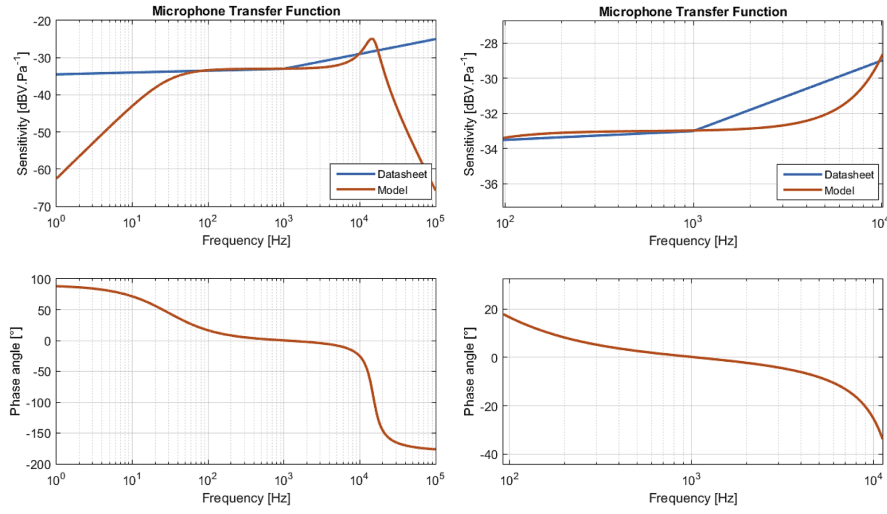 Microphone Transfer Function
Sensitivity [dBV.Pa⁻¹]
-20
-30
-40
-50
-60
-70
Datasheet
Model
10⁰ 10¹ 10² 10³ 10⁴ 10⁵
Frequency [Hz]
Microphone Transfer Function
Sensitivity [dBV.Pa⁻¹]
-28
-30
-32
-34
-36
Datasheet
Model
10² 10³ 10⁴
Frequency [Hz]
Phase angle [°]
100
50
0
-50
-100
-150
-200
10⁰ 10¹ 10² 10³ 10⁴ 10⁵
Frequency [Hz]
Phase angle [°]
20
0
-20
-40
10² 10³ 10⁴
Frequency [Hz]